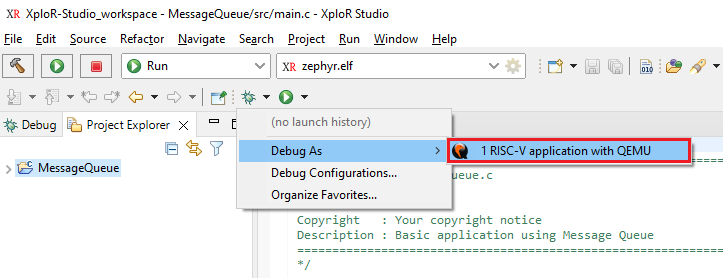 XR XploR-Studio_workspace - MessageQueue/src/main.c - XploR Studio
File Edit Source Refactor Navigate Search Project Run Window Help
Run
XR zephyr.elf
010
Debug Project Explorer
(no launch history)
Debug As
1 RISC-V application with QEMU
MessageQueue
Debug Configurations...
ueue.c
Organize Favorites...
Copyright : Your copyright notice
Description : Basic application using Message Queue
*/